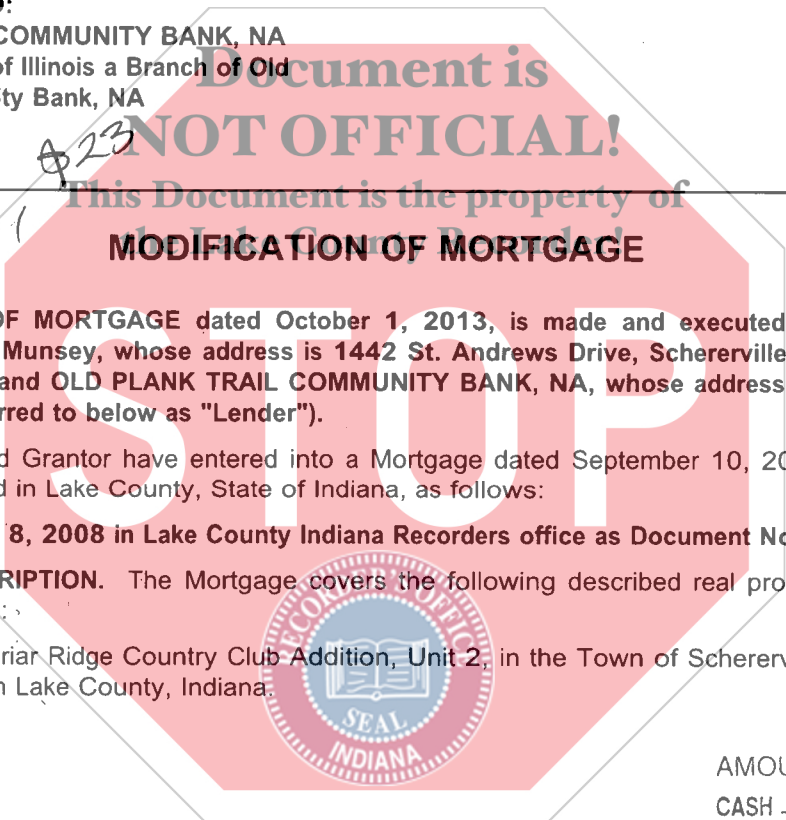 COMMUNITY BANK, NA
of Illinois a Branch of Old
ty Bank, NA
$23
Document is
NOT OFFICIAL!
This Document is the property of
the Lake County Recorder!
MODIFICATION OF MORTGAGE
OF MORTGAGE dated October 1, 2013, is made and executed
Munsey, whose address is 1442 St. Andrews Drive, Schererville
and OLD PLANK TRAIL COMMUNITY BANK, NA, whose address
rred to below as "Lender").
d Grantor have entered into a Mortgage dated September 10, 20
d in Lake County, State of Indiana, as follows:
8, 2008 in Lake County Indiana Recorders office as Document No
RIPTION. The Mortgage covers the following described real pro
:
riar Ridge Country Club Addition, Unit 2, in the Town of Scherer
n Lake County, Indiana.
STOP
RECORDER'S OFFICE
SEAL
INDIANA
AMOU
CASH